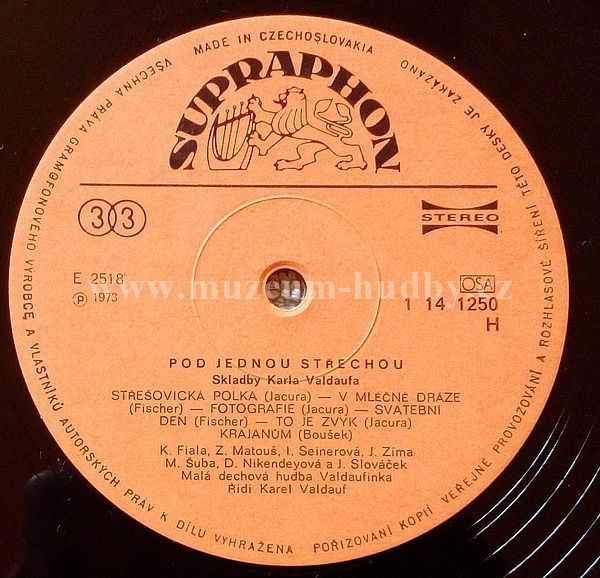 MADE IN CZECHOSLOVAKIA
VŠECHNA PRÁVA GRAMOFONOVÉHO VÝROBCE A VLASTNÍKŮ AUTORSKÝCH PRÁV K DÍLU VYHRAŽENA
POŘIZOVÁNÍ KOPIÍ VEŘEJNÉ PROVOZOVÁNÍ A ROZHLASOVÉ ŠÍŘENÍ TÉTO DESKY JE ZAKÁZÁNO
SUPRAPHON
33
STEREO
E 2518
Ⓟ 1973
OSA
1 14 1250
H
www.muzeum-hudby.cz
POD JEDNOU STŘECHOU
Skladby Karla Valdaufa
STŘEŠOVICKÁ POLKA (Jacura) — V MLÉČNÉ DRÁZE
(Fischer) — FOTOGRAFIE (Jacura) — SVATEBNÍ
DEN (Fischer) — TO JE ZVYK (Jacura)
KRAJANŮM (Boušek)
K. Fiala, Z. Matouš, I. Seinerová, J. Zima
M. Šuba, D. Nikendeyová a J. Slováček
Malá dechová hudba Valdaufinka
Řídí Karel Valdauf